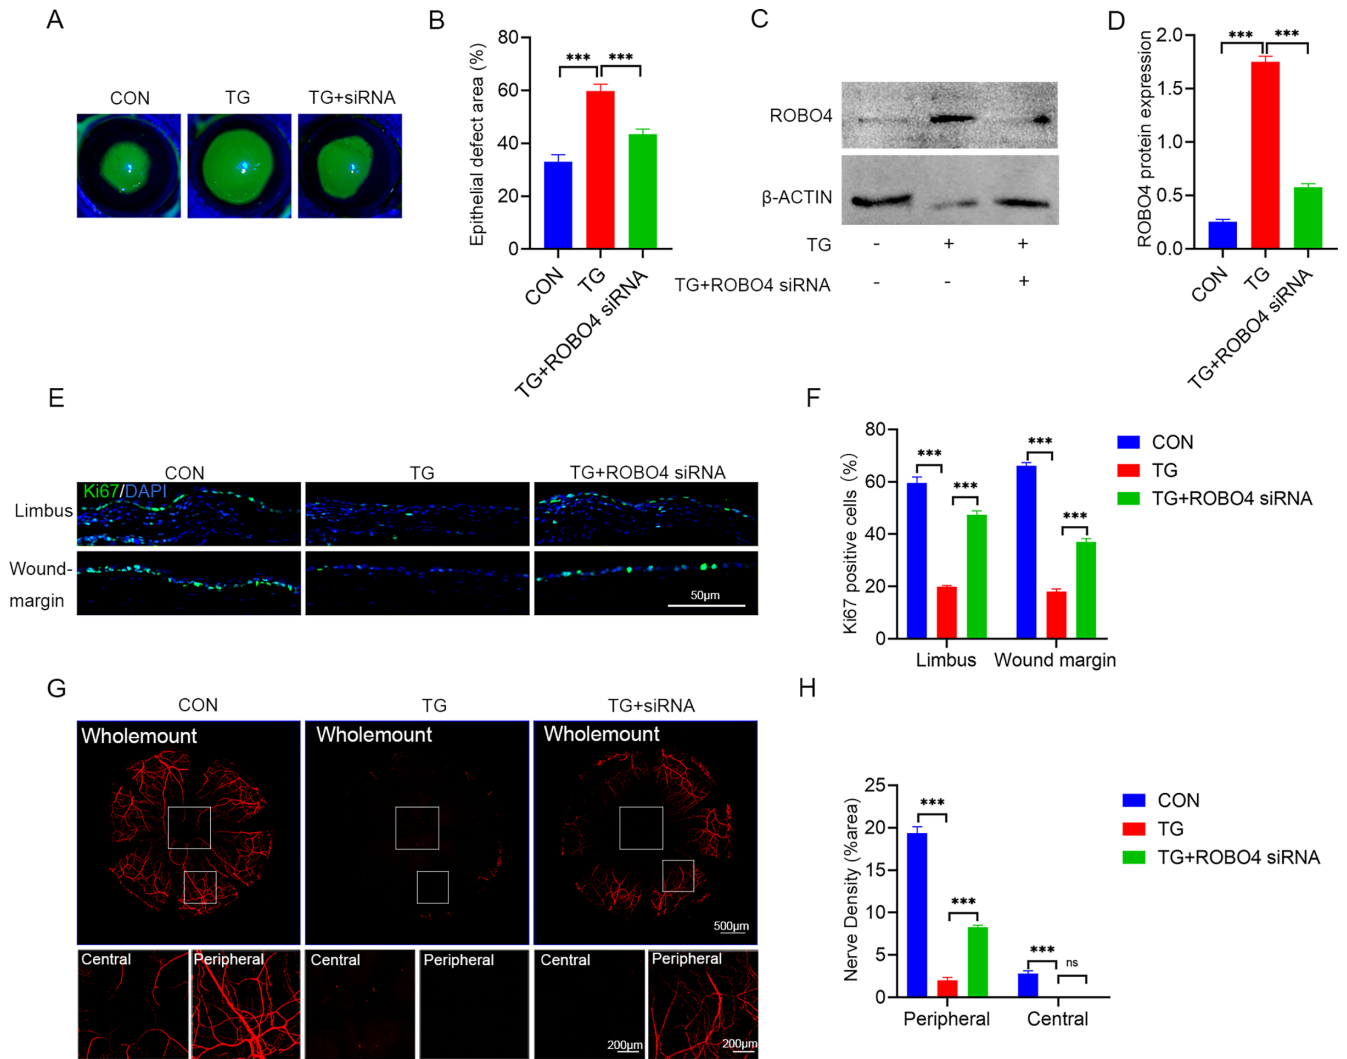 A
CON
TG
TG+siRNA
B
Epithelial defect area (%)
80
60
40
20
0
***
***
CON
TG
TG+ROBO4 siRNA
C
ROBO4
β-ACTIN
TG
-
+
+
TG+ROBO4 siRNA
-
-
+
D
ROBO4 protein expression
2.0
1.5
1.0
0.5
0.0
***
***
CON
TG
TG+ROBO4 siRNA
E
CON
TG
TG+ROBO4 siRNA
Ki67/DAPI
Limbus
Wound-
margin
50μm
F
Ki67 positive cells (%)
80
60
40
20
0
***
***
***
***
Limbus
Wound margin
CON
TG
TG+ROBO4 siRNA
G
CON
TG
TG+siRNA
Wholemount
Wholemount
Wholemount
500μm
Central
Peripheral
Central
Peripheral
Central
Peripheral
200μm
200μm
H
Nerve Density (%area)
25
20
15
10
5
0
***
***
***
ns
Peripheral
Central
CON
TG
TG+ROBO4 siRNA